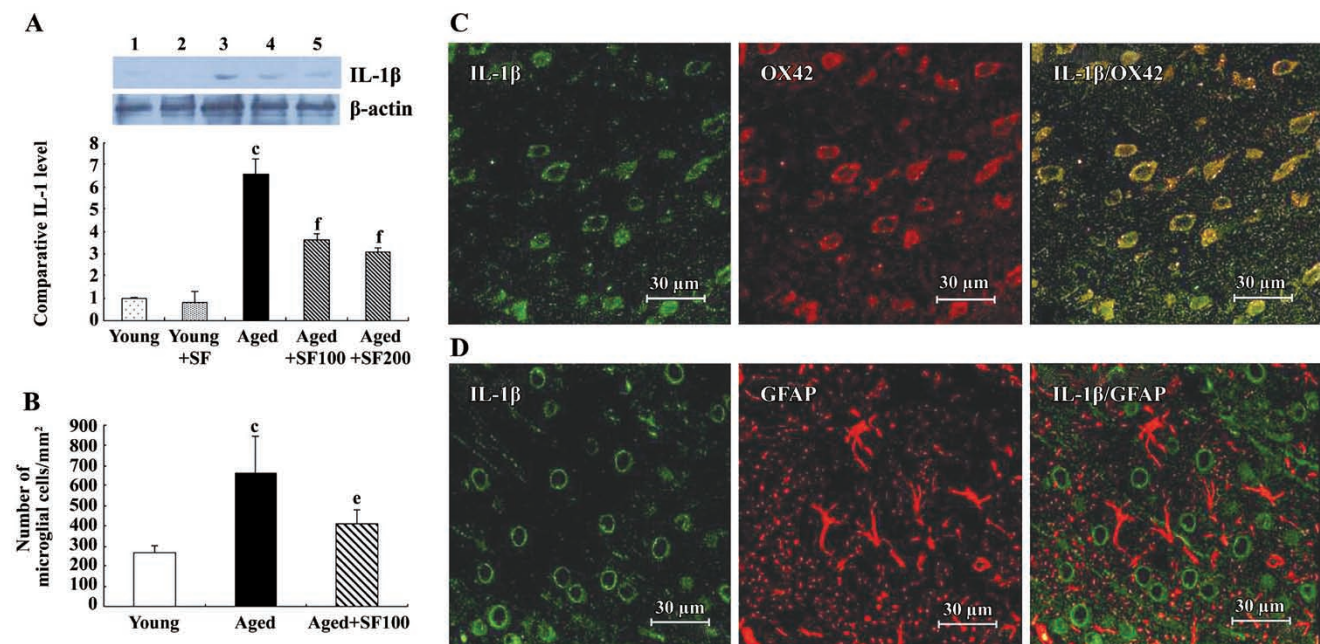 A
1 2 3 4 5
IL-1β
β-actin
Comparative IL-1 level
8
7
6
5
4
3
2
1
0
c
f
f
Young
Young +SF
Aged
Aged +SF100
Aged +SF200
B
Number of
microglial cells/mm²
900
800
700
600
500
400
300
200
100
0
c
e
Young Aged Aged+SF100
C
IL-1β
30 µm
OX42
30 µm
IL-1β/OX42
30 µm
D
IL-1β
30 µm
GFAP
30 µm
IL-1β/GFAP
30 µm